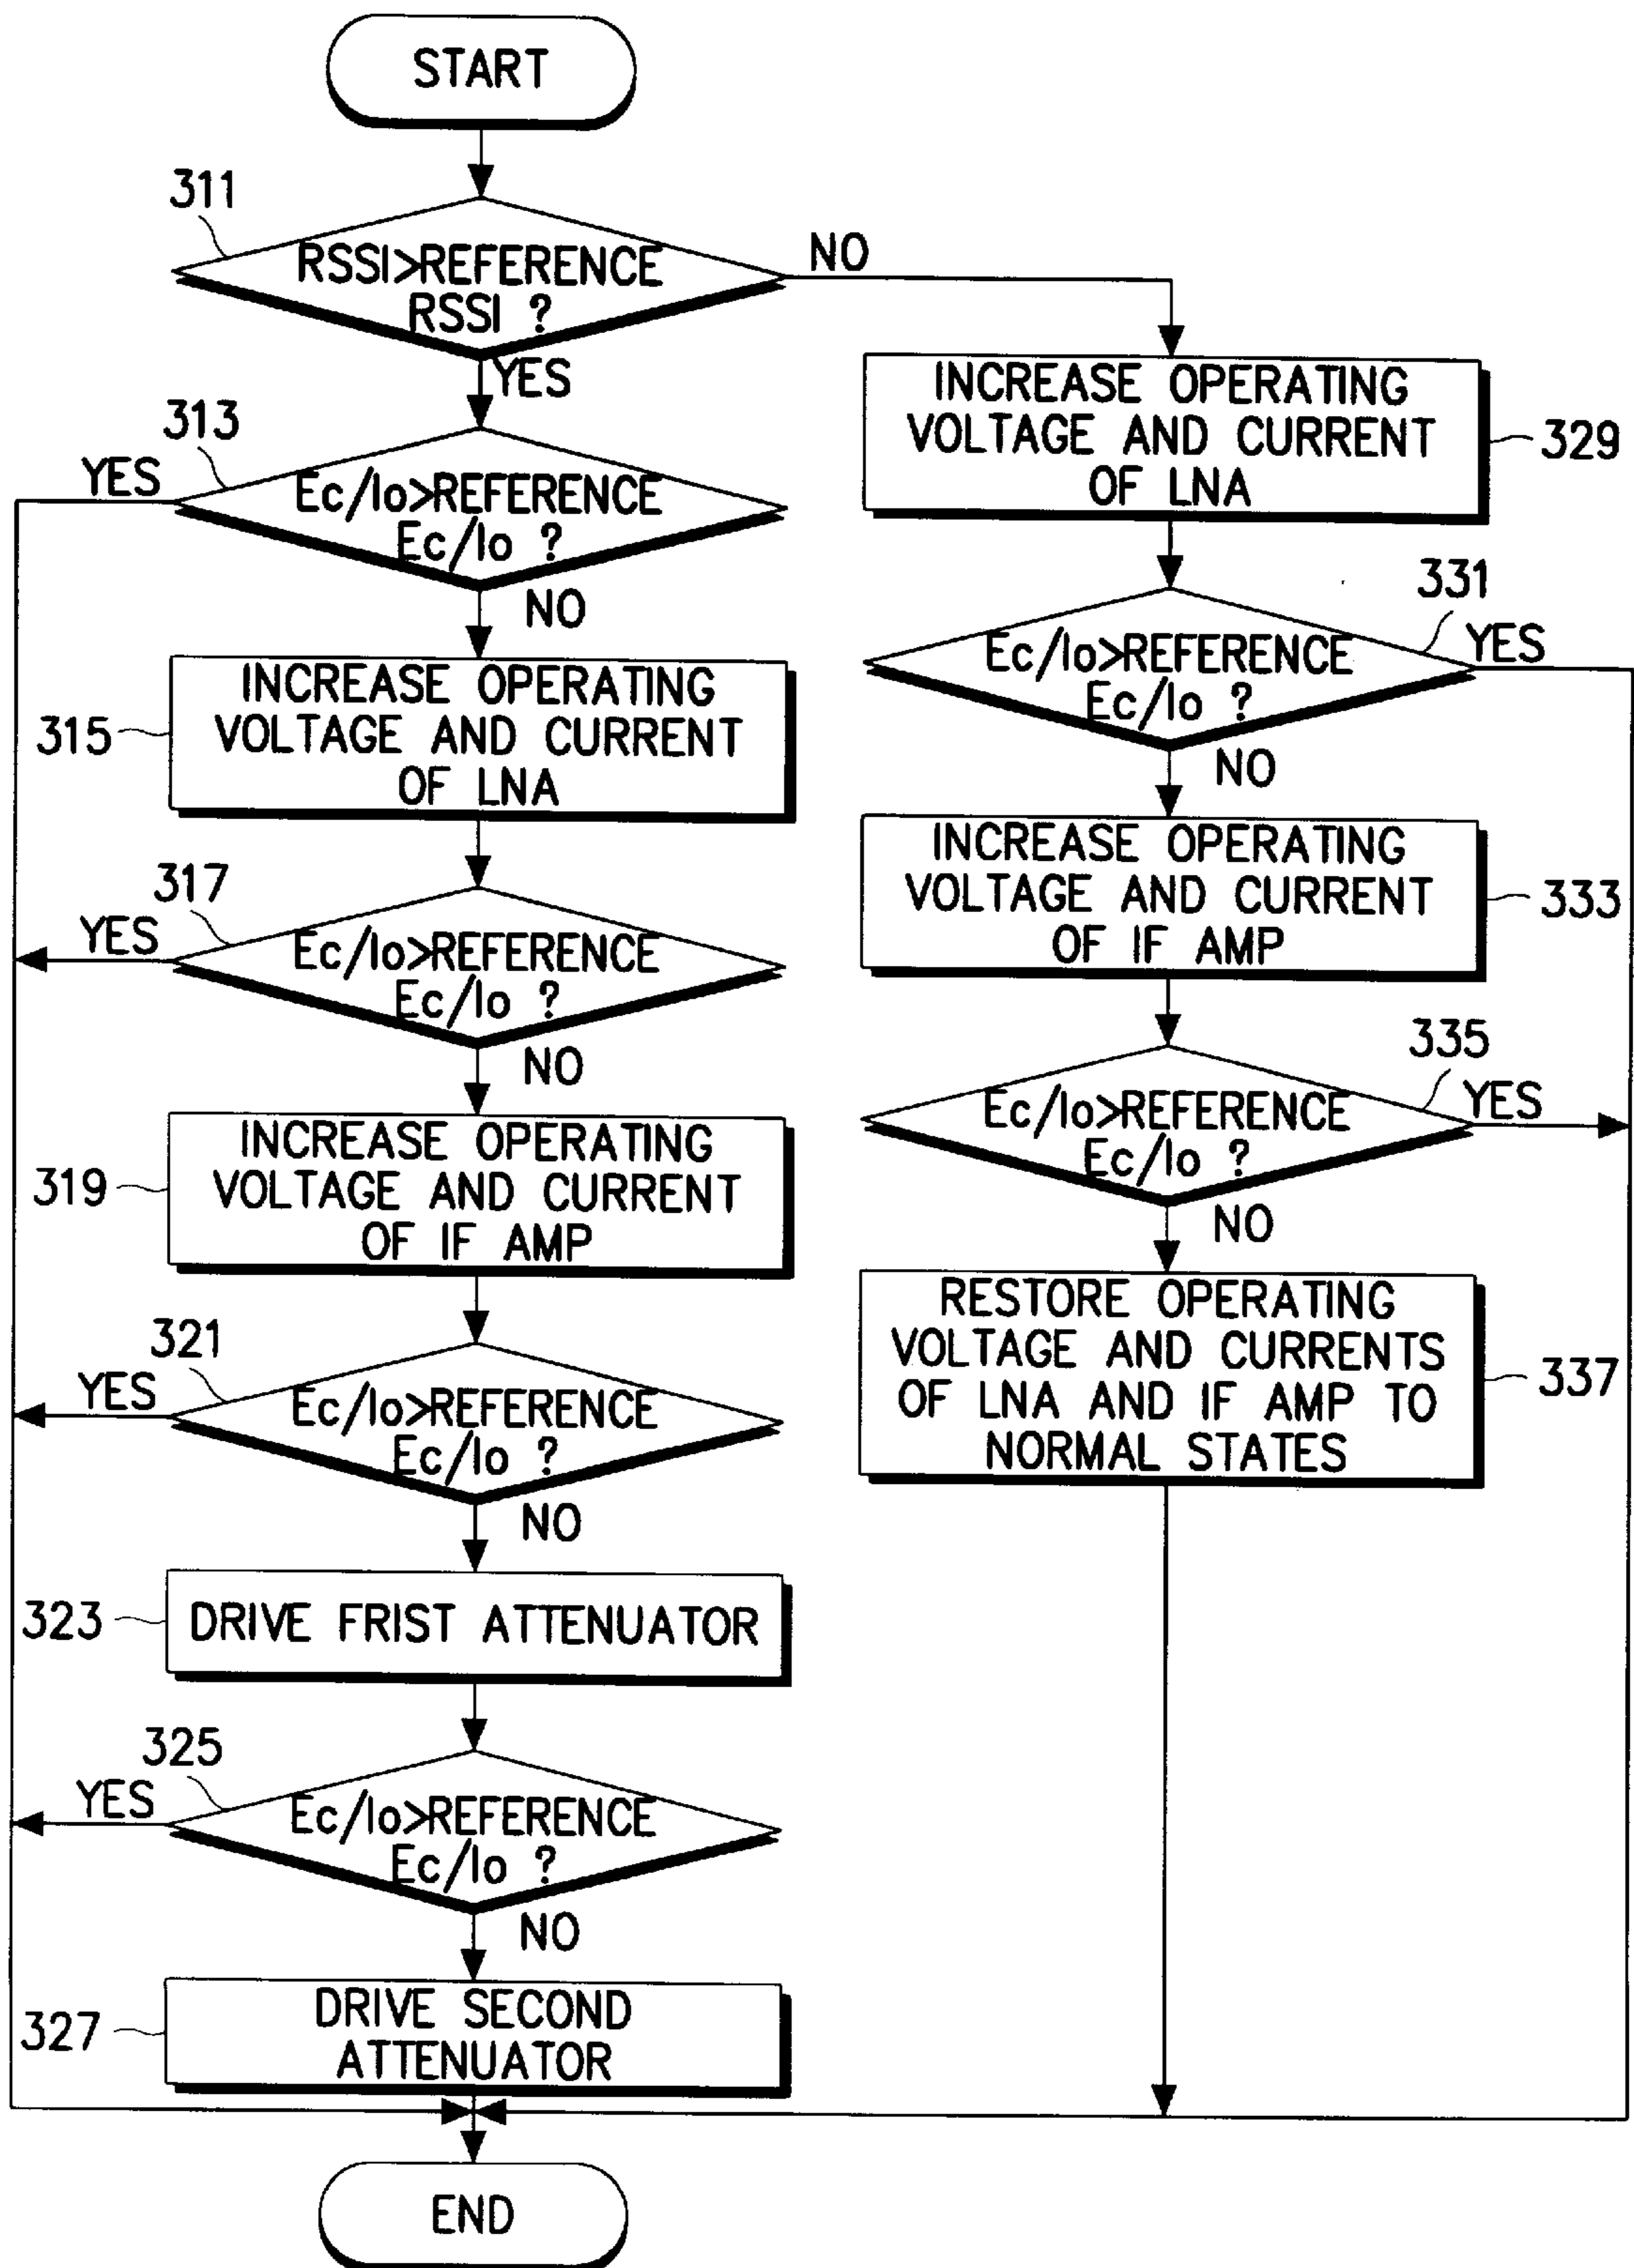 START
311
RSSI>REFERENCE
RSSI ?
NO
YES
313
YES
Ec/Io>REFERENCE
Ec/Io ?
NO
315
INCREASE OPERATING
VOLTAGE AND CURRENT
OF LNA
317
YES
Ec/Io>REFERENCE
Ec/Io ?
NO
319
INCREASE OPERATING
VOLTAGE AND CURRENT
OF IF AMP
321
YES
Ec/Io>REFERENCE
Ec/Io ?
NO
323
DRIVE FRIST ATTENUATOR
325
YES
Ec/Io>REFERENCE
Ec/Io ?
NO
327
DRIVE SECOND
ATTENUATOR
INCREASE OPERATING
VOLTAGE AND CURRENT
OF LNA
329
331
YES
Ec/Io>REFERENCE
Ec/Io ?
NO
INCREASE OPERATING
VOLTAGE AND CURRENT
OF IF AMP
333
335
YES
Ec/Io>REFERENCE
Ec/Io ?
NO
RESTORE OPERATING
VOLTAGE AND CURRENTS
OF LNA AND IF AMP TO
NORMAL STATES
337
END